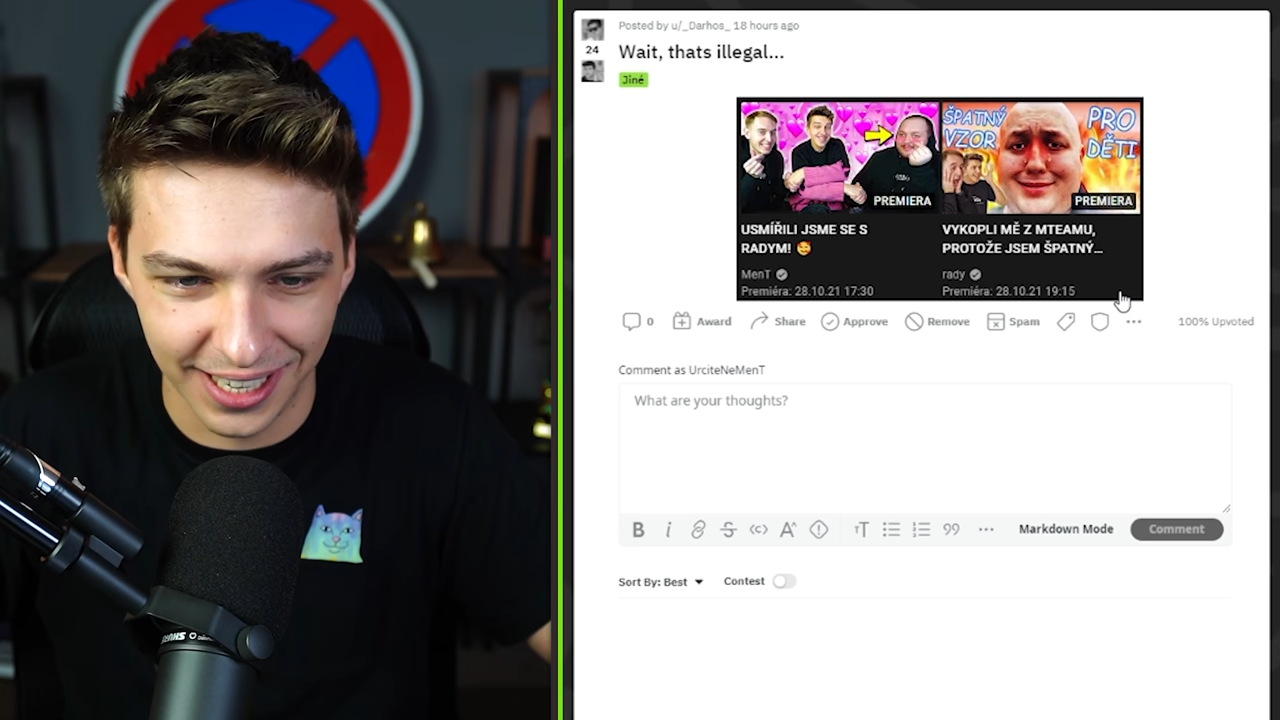 Posted by u/_Darhos_ 18 hours ago
24
Wait, thats illegal...
Jiné
PREMIERA
ŠPATNÝ
VZOR
PRO
DĚTI
PREMIERA
USMÍŘILI JSME SE S
RADYM! 🥰
MenT
Premiéra: 28.10.21 17:30
VYKOPLI MĚ Z MTEAMU,
PROTOŽE JSEM ŠPATNÝ...
rady
Premiéra: 28.10.21 19:15
0 Award Share Approve Remove Spam 100% Upvoted
Comment as UrciteNeMenT
What are your thoughts?
Markdown Mode Comment
Sort By: Best Contest
SHURE